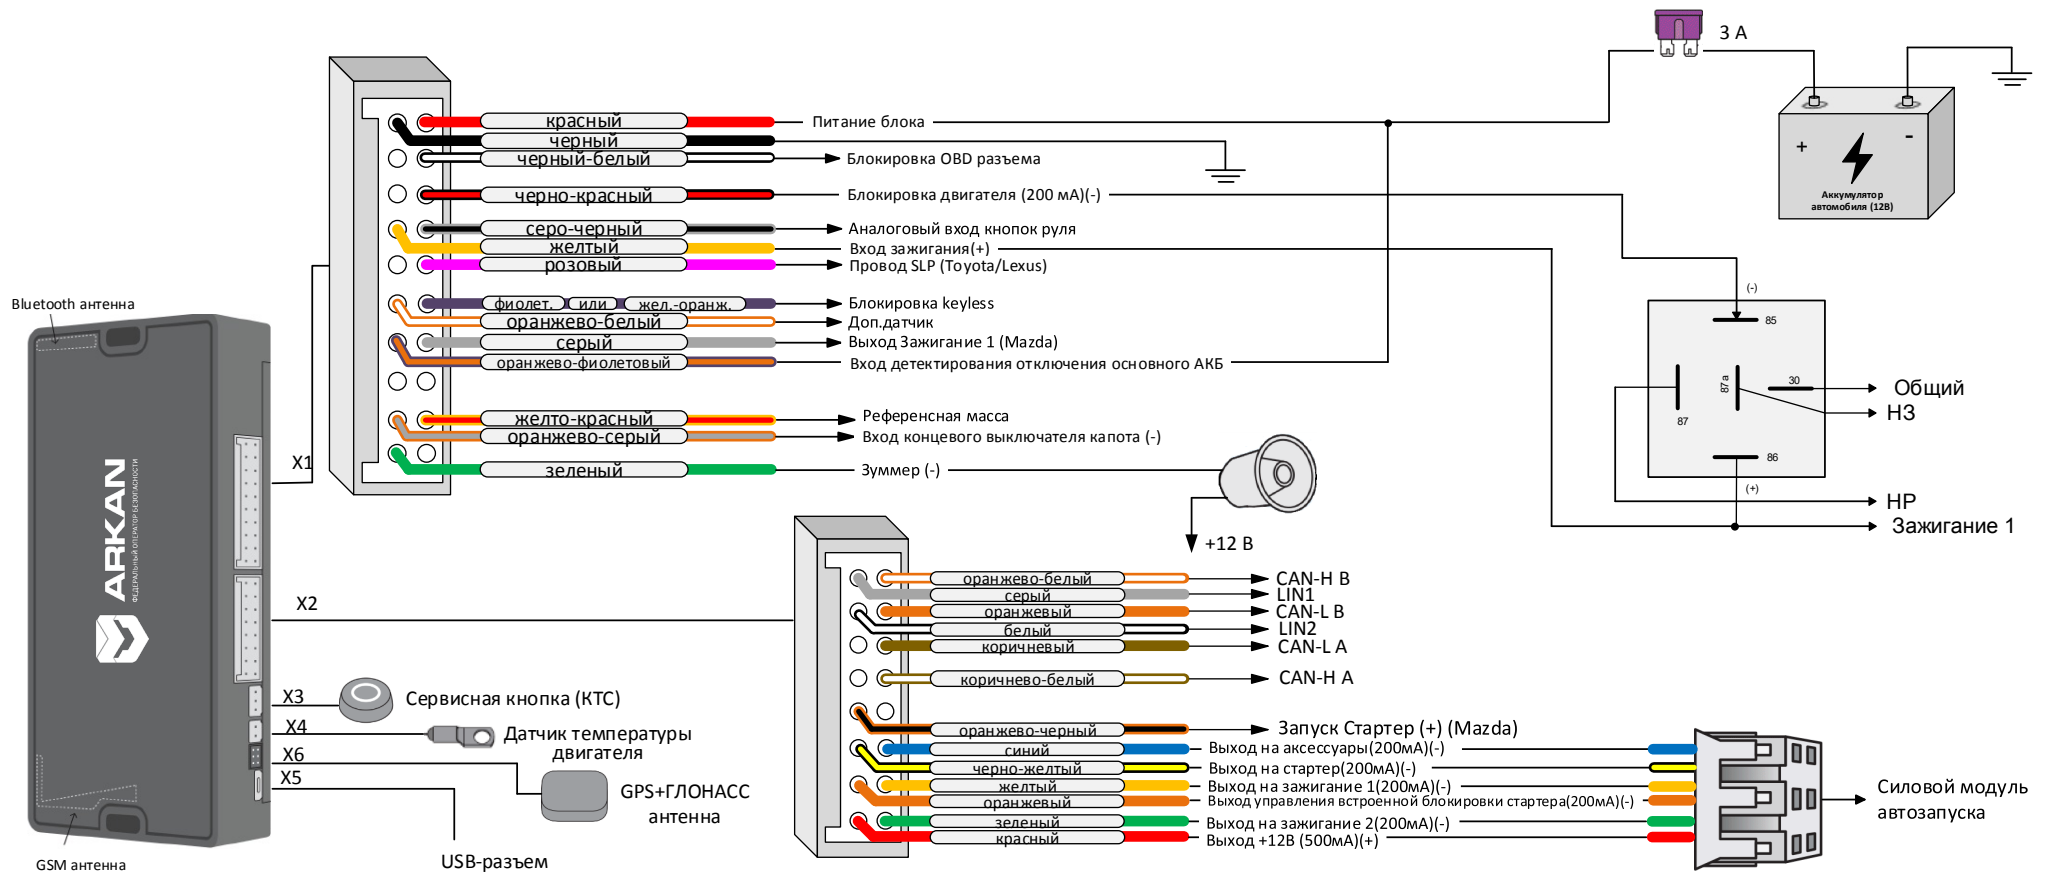 3 А
красный
Питание блока
черный
черный-белый
Блокировка OBD разъема
черно-красный
Блокировка двигателя (200 мА)(-)
серо-черный
Аналоговый вход кнопок руля
желтый
Вход зажигания(+)
розовый
Провод SLP (Toyota/Lexus)
фиолет. или жел.-оранж.
Блокировка keyless
оранжево-белый
Доп.датчик
серый
Выход Зажигание 1 (Mazda)
оранжево-фиолетовый
Вход детектирования отключения основного АКБ
желто-красный
Референсная масса
оранжево-серый
Вход концевого выключателя капота (-)
зеленый
Зуммер (-)
+12 В
+
-
Аккумулятор
автомобиля (12В)
(-)
85
87а
30
87
86
(+)
Общий
НЗ
НР
Зажигание 1
Bluetooth антенна
ARKAN
ФЕДЕРАЛЬНЫЙ ОПЕРАТОР БЕЗОПАСНОСТИ
GSM антенна
X1
X2
X3
Сервисная кнопка (КТС)
X4
Датчик температуры
двигателя
X6
X5
GPS+ГЛОНАСС
антенна
USB-разъем
оранжево-белый
CAN-H B
серый
LIN1
оранжевый
CAN-L B
белый
LIN2
коричневый
CAN-L A
коричнево-белый
CAN-H A
оранжево-черный
Запуск Стартер (+) (Mazda)
синий
Выход на аксессуары(200мА)(-)
черно-желтый
Выход на стартер(200мА)(-)
желтый
Выход на зажигание 1(200мА)(-)
оранжевый
Выход управления встроенной блокировки стартера(200мА)(-)
зеленый
Выход на зажигание 2(200мА)(-)
красный
Выход +12В (500мА)(+)
Силовой модуль
автозапуска